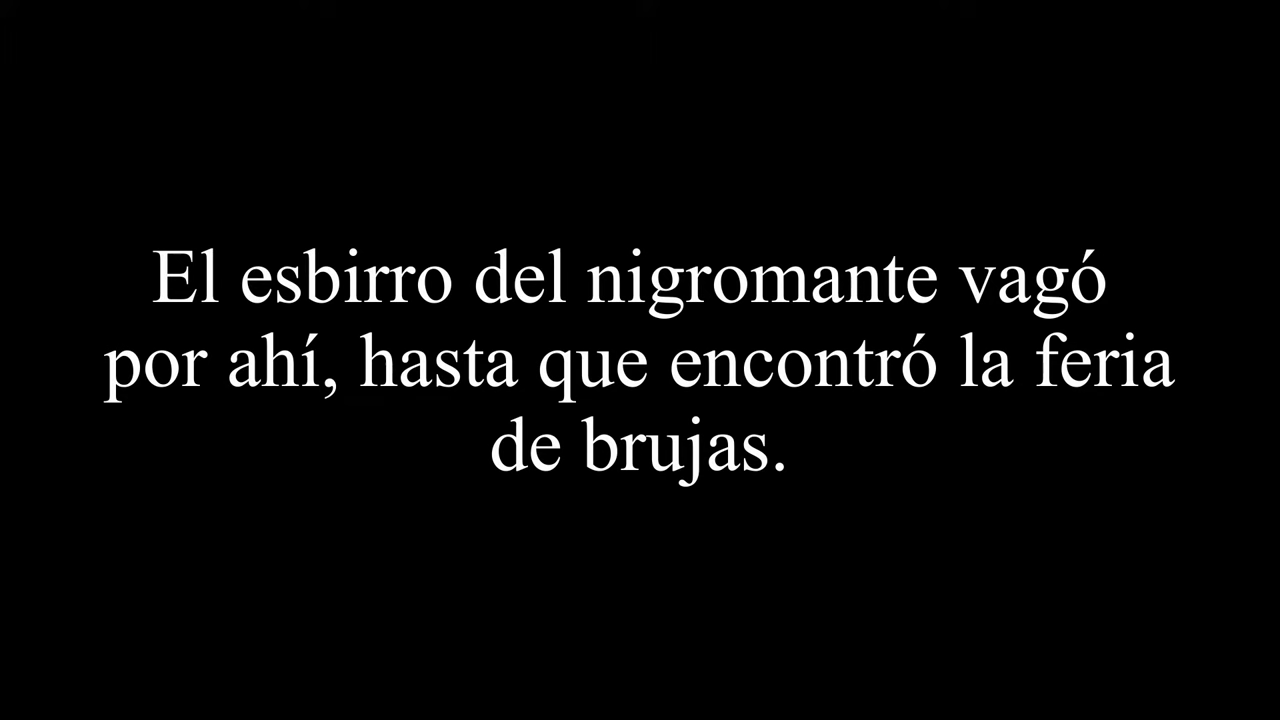 El esbirro del nigromante vagó
por ahí, hasta que encontró la feria
de brujas.